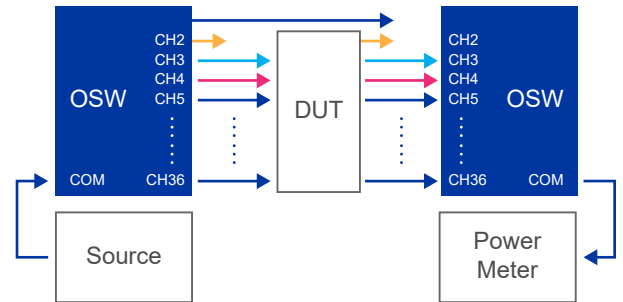 CH2
CH3
CH4
CH5
OSW
COM
CH36
DUT
CH2
CH3
CH4
CH5
OSW
CH36
COM
Source
Power
Meter